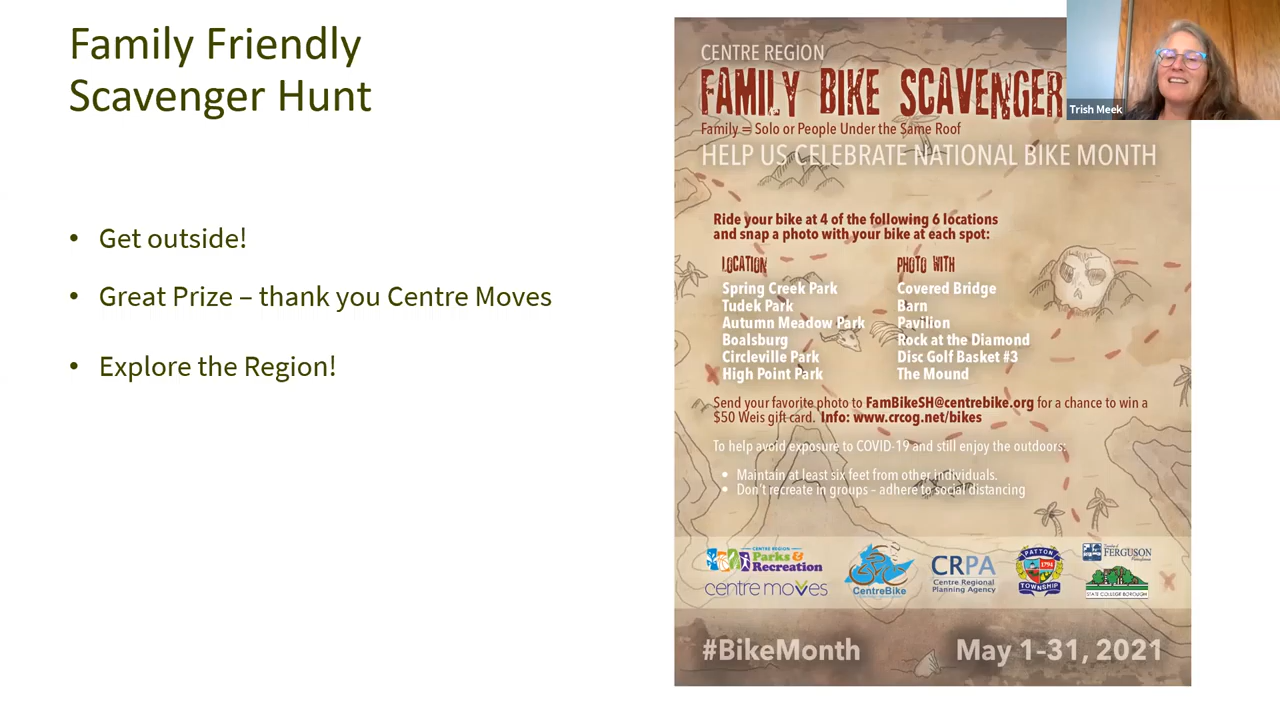 Family Friendly
Scavenger Hunt
• Get outside!
• Great Prize – thank you Centre Moves
• Explore the Region!
CENTRE REGION
FAMILY BIKE SCAVENGER
Family = Solo or People Under the Same Roof
HELP US CELEBRATE NATIONAL BIKE MONTH
Ride your bike at 4 of the following 6 locations
and snap a photo with your bike at each spot:
LOCATION PHOTO WITH
Spring Creek Park Covered Bridge
Tudek Park Barn
Autumn Meadow Park Pavilion
Boalsburg Rock at the Diamond
Circleville Park Disc Golf Basket #3
High Point Park The Mound
Send your favorite photo to FamBikeSH@centrebike.org for a chance to win a
$50 Weis gift card. Info: www.crcog.net/bikes
To help avoid exposure to COVID-19 and still enjoy the outdoors:
• Maintain at least six feet from other individuals.
• Don't recreate in groups – adhere to social distancing
CENTRE REGION
Parks &
Recreation
centre moves
CentreBike
CRPA
Centre Regional
Planning Agency
PATTON
1794
TOWNSHIP
FERGUSON
STATE COLLEGE BOROUGH
#BikeMonth May 1-31, 2021
Trish Meek